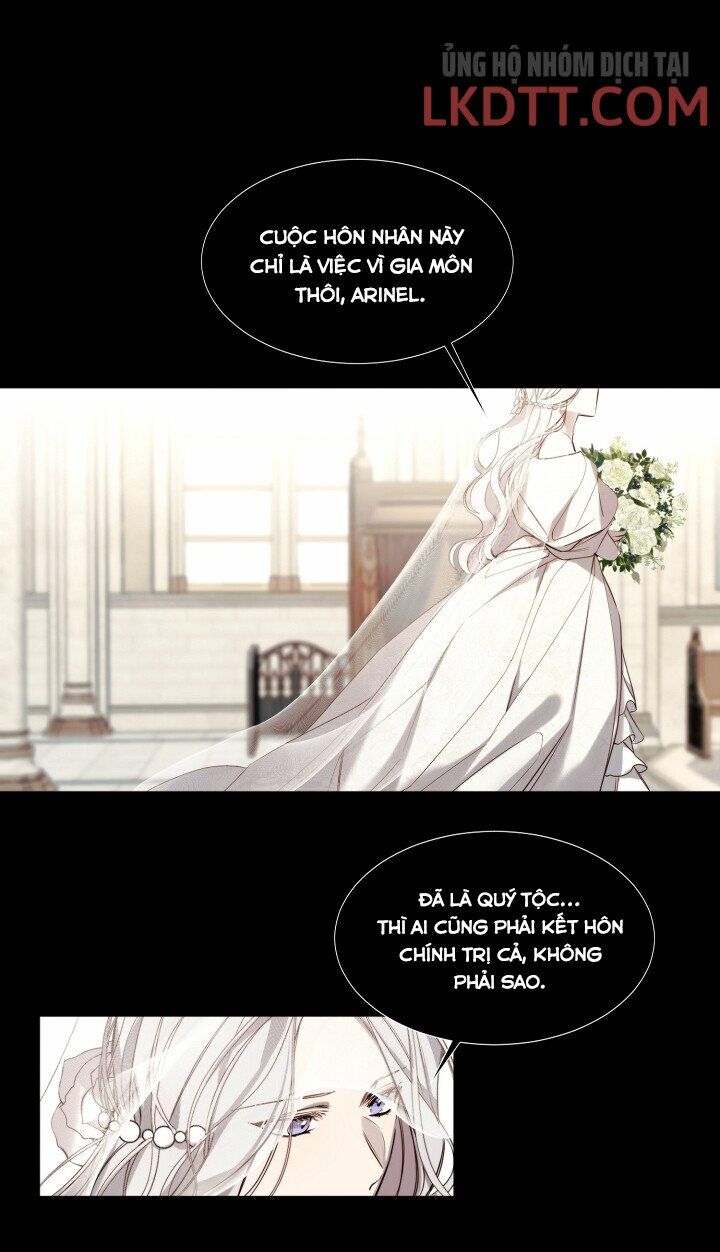 ỦNG HỘ NHÓM DỊCH TẠI
LKDTT.COM
CUỘC HÔN NHÂN NÀY
CHỈ LÀ VIỆC VÌ GIA MÔN
THÔI, ARINEL.
ĐÃ LÀ QUÝ TỘC...
THÌ AI CŨNG PHẢI KẾT HÔN
CHÍNH TRỊ CẢ, KHÔNG
PHẢI SAO.